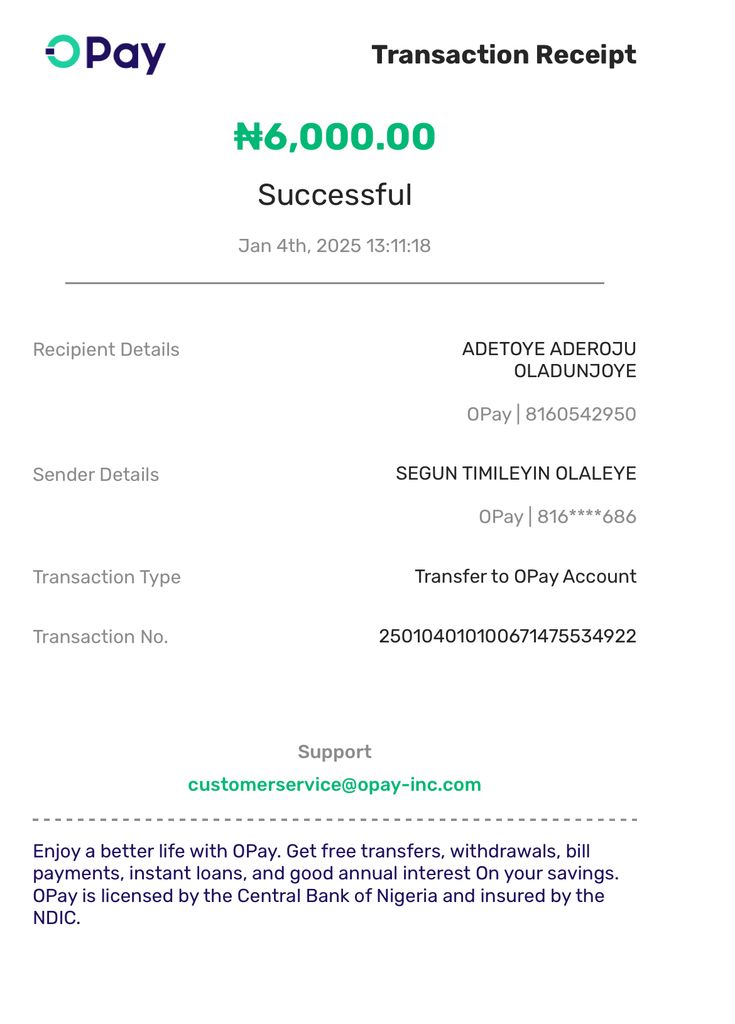 OPay
Transaction Receipt
₦6,000.00
Successful
Jan 4th, 2025 13:11:18
Recipient Details
ADETOYE ADEROJU
OLADUNJOYE
OPay | 8160542950
Sender Details
SEGUN TIMILEYIN OLALEYE
OPay | 816****686
Transaction Type
Transfer to OPay Account
Transaction No.
250104010100671475534922
Support
customerservice@opay-inc.com
Enjoy a better life with OPay. Get free transfers, withdrawals, bill
payments, instant loans, and good annual interest On your savings.
OPay is licensed by the Central Bank of Nigeria and insured by the
NDIC.